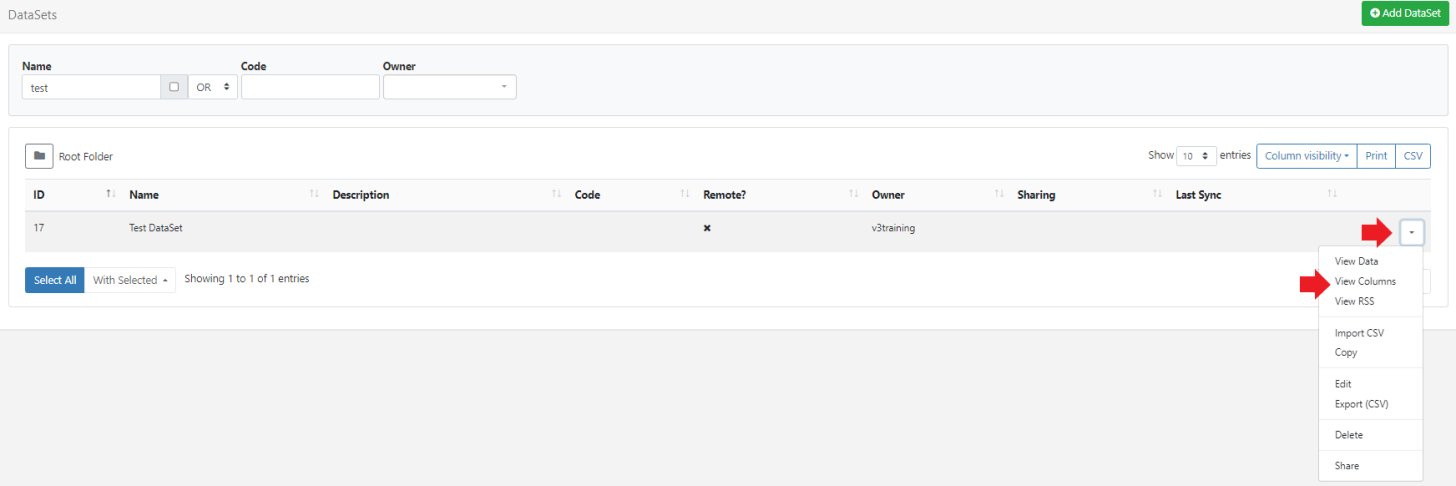 DataSets
Add DataSet
Name Code Owner
test OR
Root Folder Show 10 entries Column visibility Print CSV
ID Name Description Code Remote? Owner Sharing Last Sync
17 Test DataSet v3training
Select All With Selected Showing 1 to 1 of 1 entries
View Data
View Columns
View RSS
Import CSV
Copy
Edit
Export (CSV)
Delete
Share